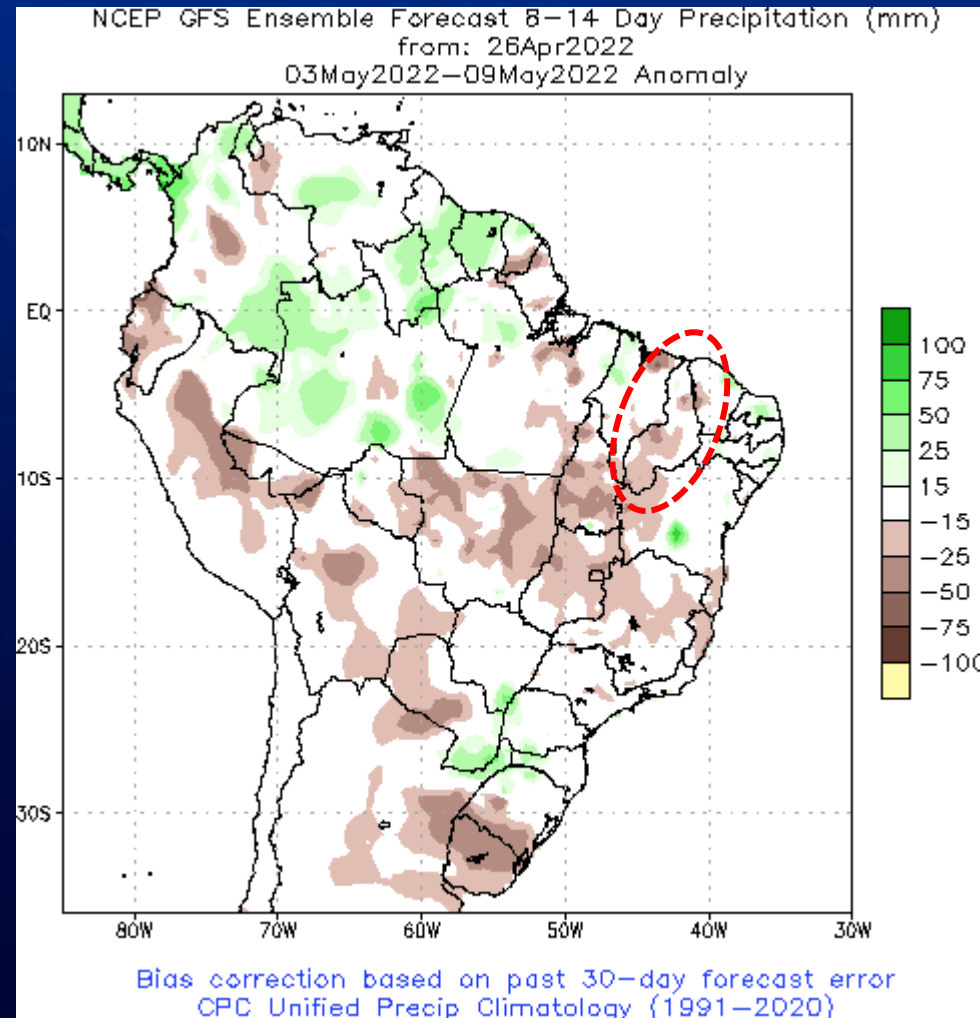 NCEP GFS Ensemble Forecast 8-14 Day Precipitation (mm)
from: 26Apr2022
03May2022-09May2022 Anomaly
10N
EQ
10S
20S
30S
80W 70W 60W 50W 40W 30W
100
75
50
25
15
-15
-25
-50
-75
-100
Bias correction based on past 30-day forecast error
CPC Unified Precip Climatology (1991-2020)